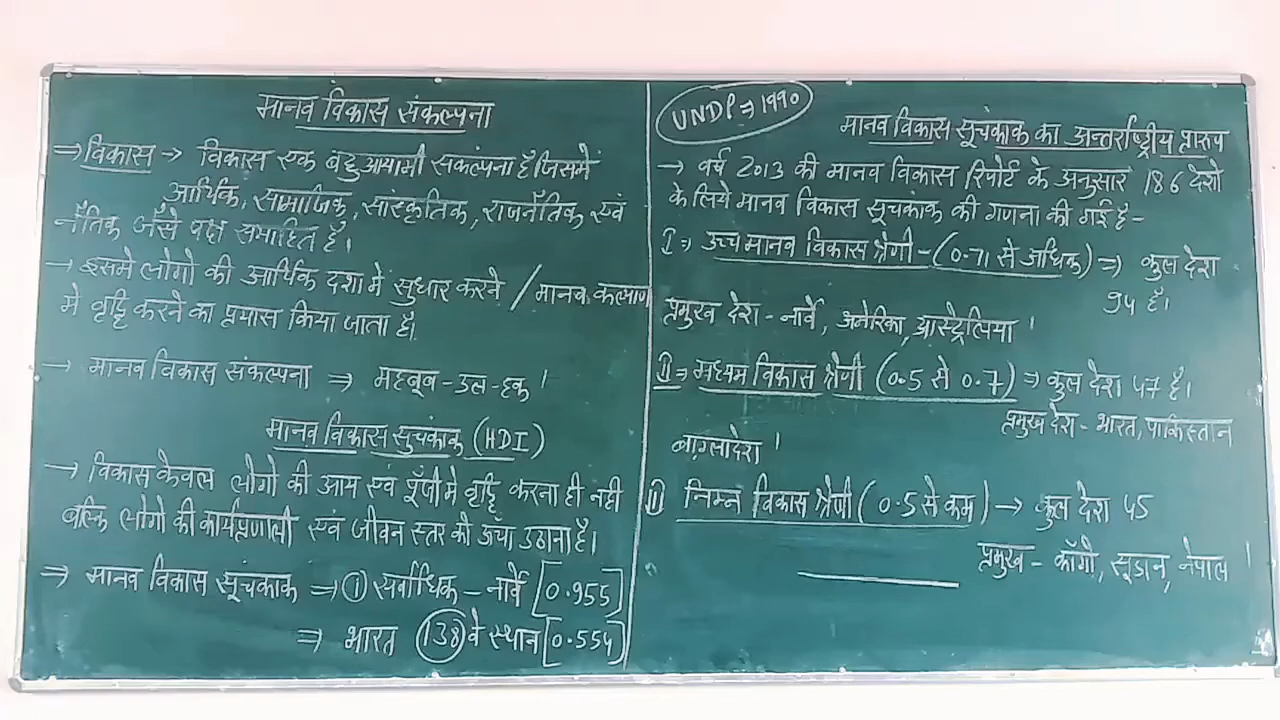 मानव विकास संकल्पना
⇒ विकास → विकास एक बहुआयामी संकल्पना है जिसमें
आर्थिक, सामाजिक, सांस्कृतिक, राजनैतिक एवं
नैतिक जैसे पक्ष समाहित है।
→ इसमे लोगो की आर्थिक दशा में सुधार करने / मानव कल्याण
मे वृद्धि करने का प्रयास किया जाता है।
→ मानव विकास संकल्पना ⇒ महबूब-उल-हक।
मानव विकास सूचकांक (HDI)
→ विकास केवल लोगो की आय एवं पूँजी मे वृद्धि करना ही नही
बल्कि लोगो की कार्यप्रणाली एवं जीवन स्तर को ऊँचा उठाना है।
⇒ मानव विकास सूचकाक ⇒ ① सर्वाधिक - नार्वे [0.955]
⇒ भारत 138 वे स्थान [0.554]
UNDP ⇒ 1990
मानव विकास सूचकाक का अन्तर्राष्ट्रीय प्रारूप
→ वर्ष 2013 की मानव विकास रिपोर्ट के अनुसार 186 देशो
के लिये मानव विकास सूचकाक की गणना की गई है-
I ⇒ उच्च मानव विकास श्रेणी - (0.71 से अधिक) ⇒ कुल देश
94 है।
प्रमुख देश - नार्वे, अमेरिका, आस्ट्रेलिया।
II ⇒ मध्यम विकास श्रेणी (0.5 से 0.7) ⇒ कुल देश 47 है।
प्रमुख देश - भारत, पाकिस्तान
बांग्लादेश।
III निम्न विकास श्रेणी (0.5 से कम) → कुल देश 45
प्रमुख - काँगो, सूडान, नेपाल।